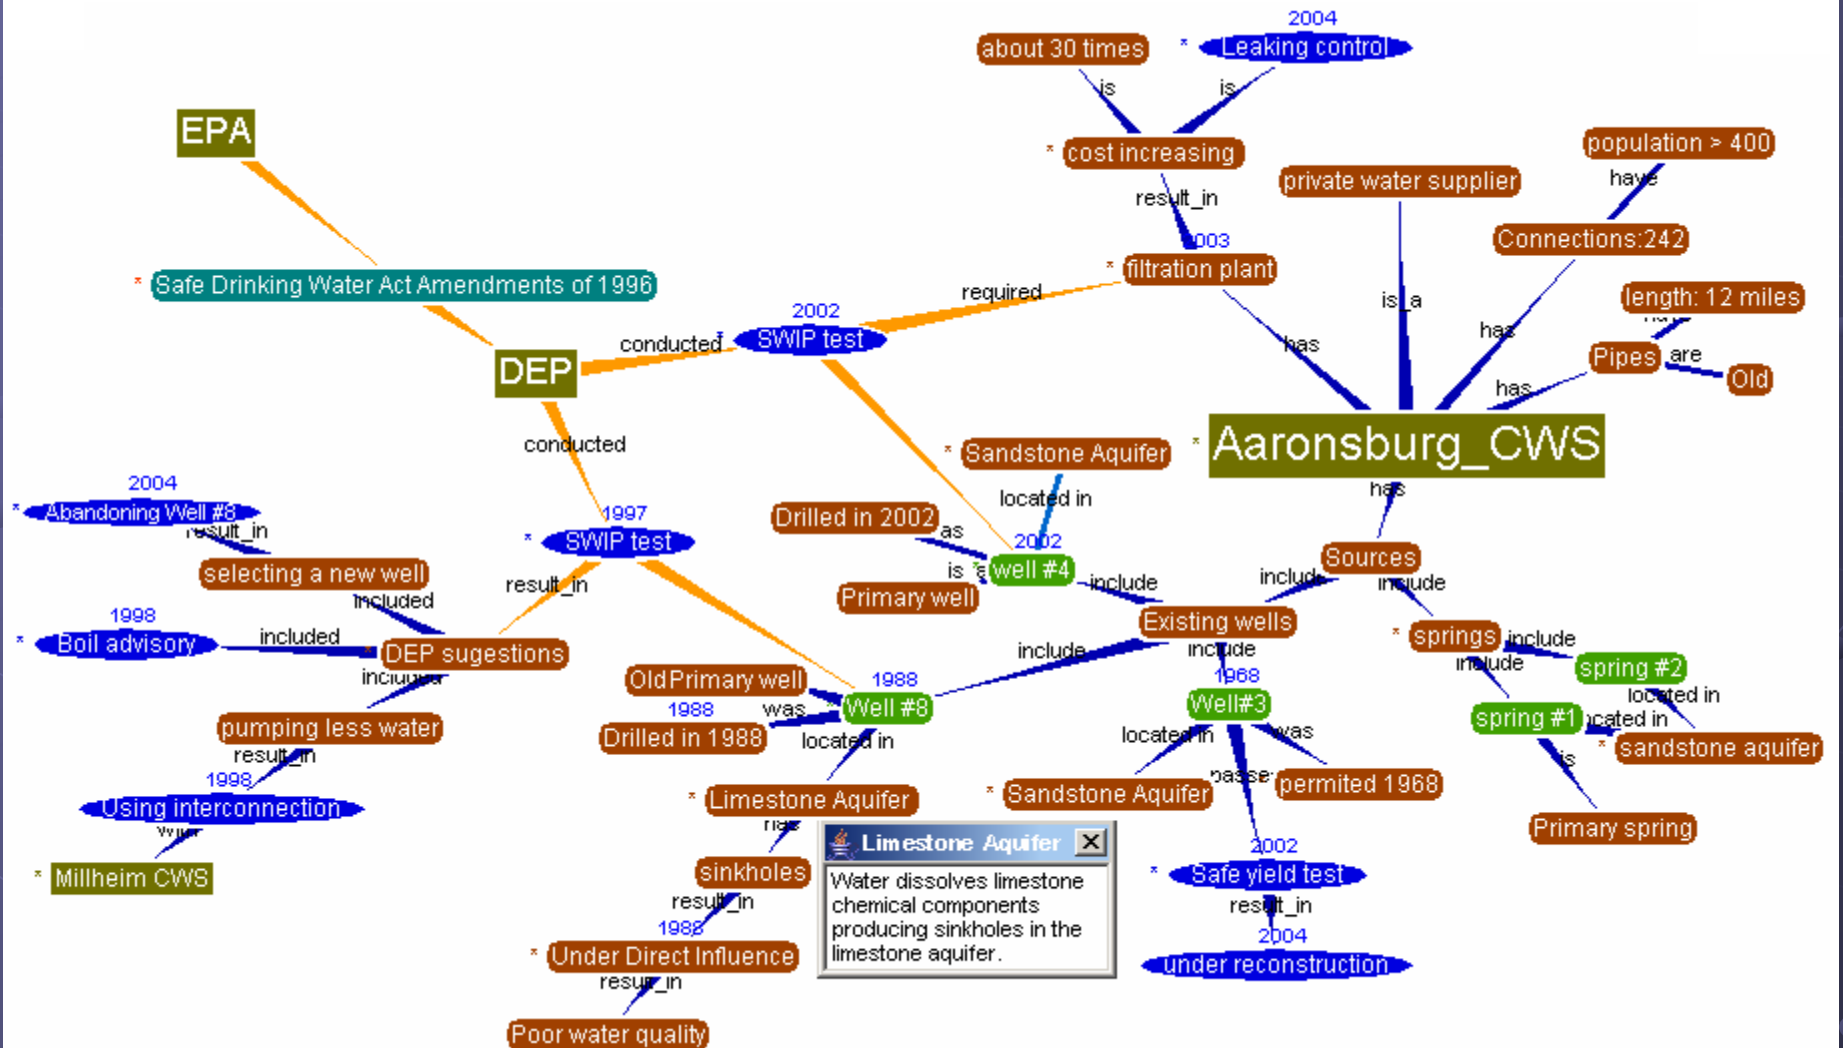 2004
about 30 times
* Leaking control
is
is
EPA
* cost increasing
population > 400
private water supplier
have
result_in
Connections:242
2003
* filtration plant
* Safe Drinking Water Act Amendments of 1996
required
is_a
length: 12 miles
has
2002
* SWIP test
conducted
has
Pipes
are
DEP
Old
has
conducted
* Sandstone Aquifer
* Aaronsburg_CWS
2004
has
located in
* Abandoning Well #8
1997
Drilled in 2002
result_in
* SWIP test
as
2002
Sources
selecting a new well
is a
well #4
include
include
include
result_in
Primary well
included
1998
Existing wells
* springs
include
* Boil advisory
included
* DEP sugestions
include
include
include
spring #2
included
Old Primary well
1988
1968
located in
1988
was
* Well #8
Well#3
spring #1
located in
pumping less water
Drilled in 1988
located in
located in
was
* sandstone aquifer
result_in
is
1998
passe
* permited 1968
* Using interconnection
* Limestone Aquifer
* Sandstone Aquifer
with
has
Primary spring
Limestone Aquifer
2002
* Millheim CWS
sinkholes
Water dissolves limestone
chemical components
producing sinkholes in the
limestone aquifer.
* Safe yield test
result_in
result_in
1988
2004
* Under Direct Influence
under reconstruction
result_in
Poor water quality